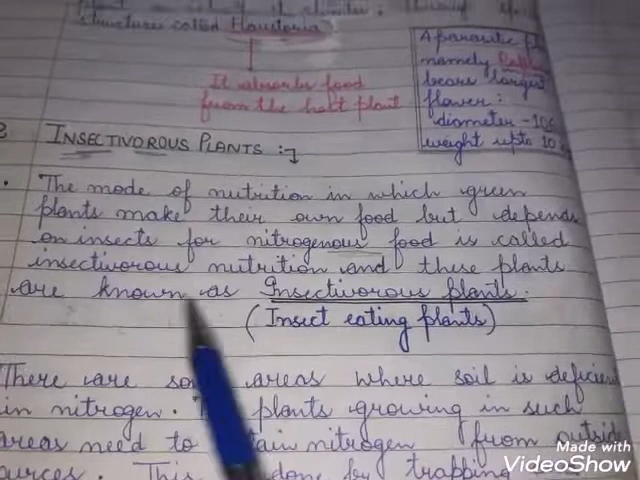 structures called Haustoria
It absorbs food
from the host plant
A parasitic
namely
bears largest
flower:
diameter - 
weight upto 10
INSECTIVOROUS PLANTS :-
The mode of nutrition in which green
plants make their own food but depends
on insects for nitrogenous food is called
insectivorous nutrition and these plants
are known as Insectivorous plants.
(Insect eating plants)
There are areas where soil is deficient
in nitrogen. plants growing in such
areas need to nitrogen from outside
This done by trapping
Made with
VideoShow